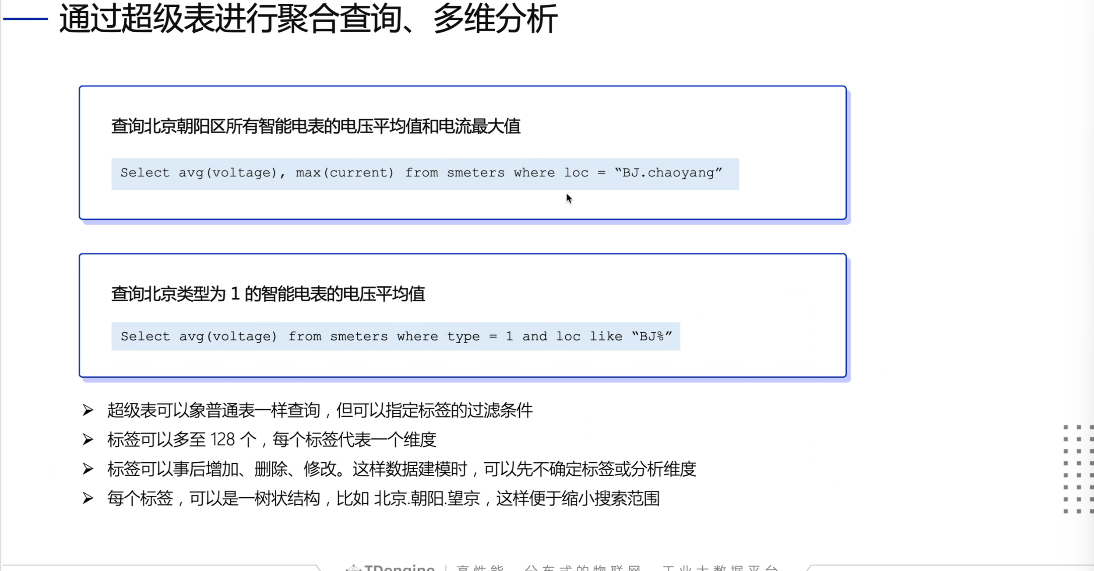 通过超级表进行聚合查询、多维分析
查询北京朝阳区所有智能电表的电压平均值和电流最大值
Select avg(voltage), max(current) from smeters where loc = “BJ.chaoyang”
查询北京类型为 1 的智能电表的电压平均值
Select avg(voltage) from smeters where type = 1 and loc like “BJ%”
➢ 超级表可以象普通表一样查询，但可以指定标签的过滤条件
➢ 标签可以多至 128 个，每个标签代表一个维度
➢ 标签可以事后增加、删除、修改。这样数据建模时，可以先不确定标签或分析维度
➢ 每个标签，可以是一树状结构，比如 北京.朝阳.望京，这样便于缩小搜索范围
TDengine | 高性能、分布式的物联网、工业大数据平台